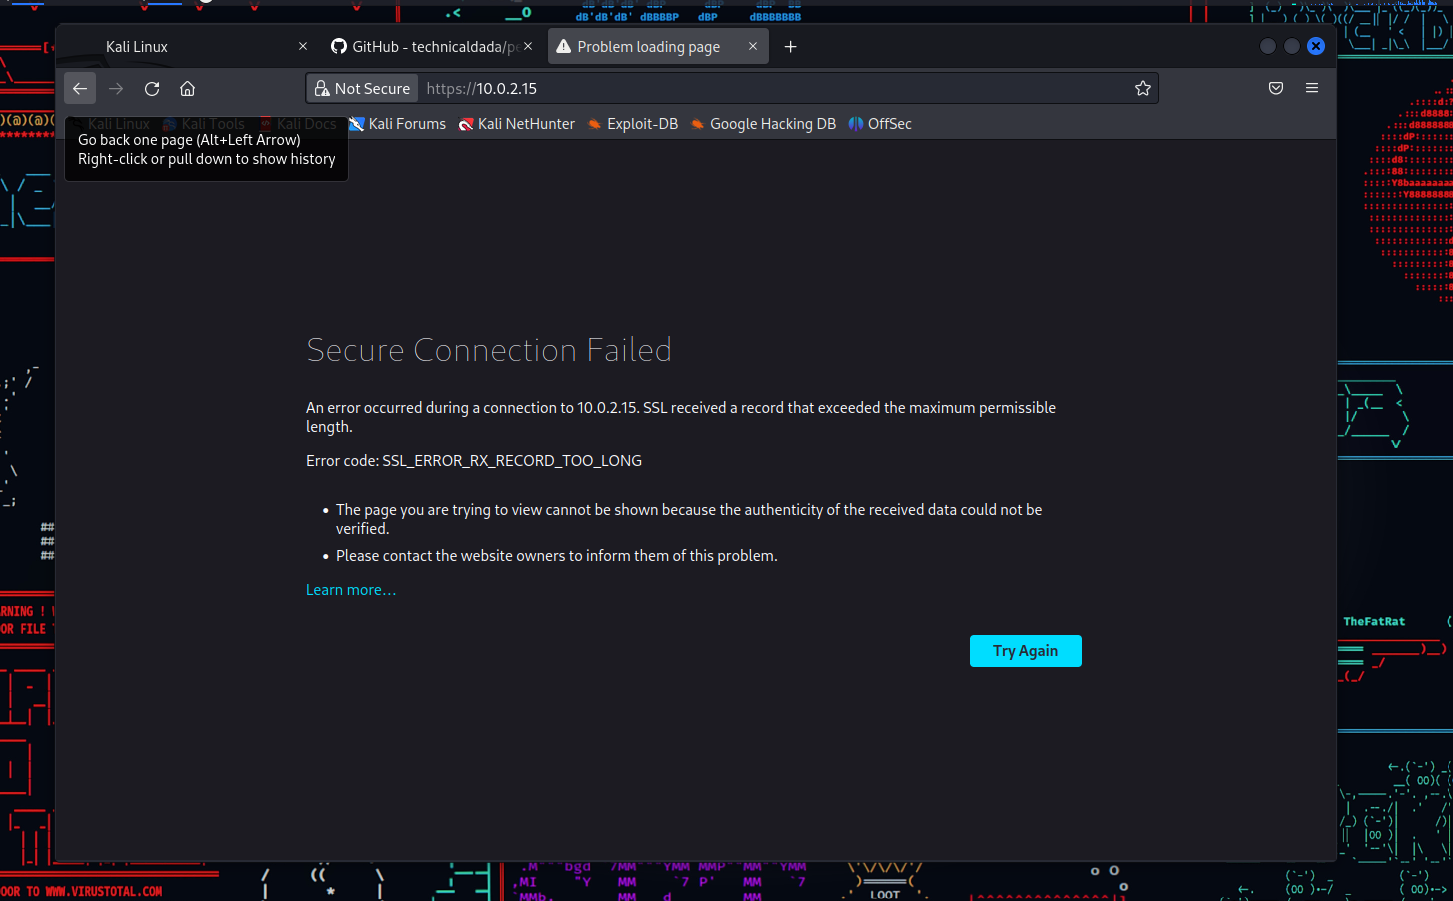 Kali Linux
GitHub - technicaldada/pe
Problem loading page
Not Secure
https://10.0.2.15
Kali Linux
Kali Tools
Kali Docs
Kali Forums
Kali NetHunter
Exploit-DB
Google Hacking DB
OffSec
Go back one page (Alt+Left Arrow)
Right-click or pull down to show history
Secure Connection Failed
An error occurred during a connection to 10.0.2.15. SSL received a record that exceeded the maximum permissible
length.
Error code: SSL_ERROR_RX_RECORD_TOO_LONG
• The page you are trying to view cannot be shown because the authenticity of the received data could not be
verified.
• Please contact the website owners to inform them of this problem.
Learn more…
Try Again
RNING !
OR FILE
TheFatRat
OOR TO WWW.VIRUSTOTAL.COM
LOOT